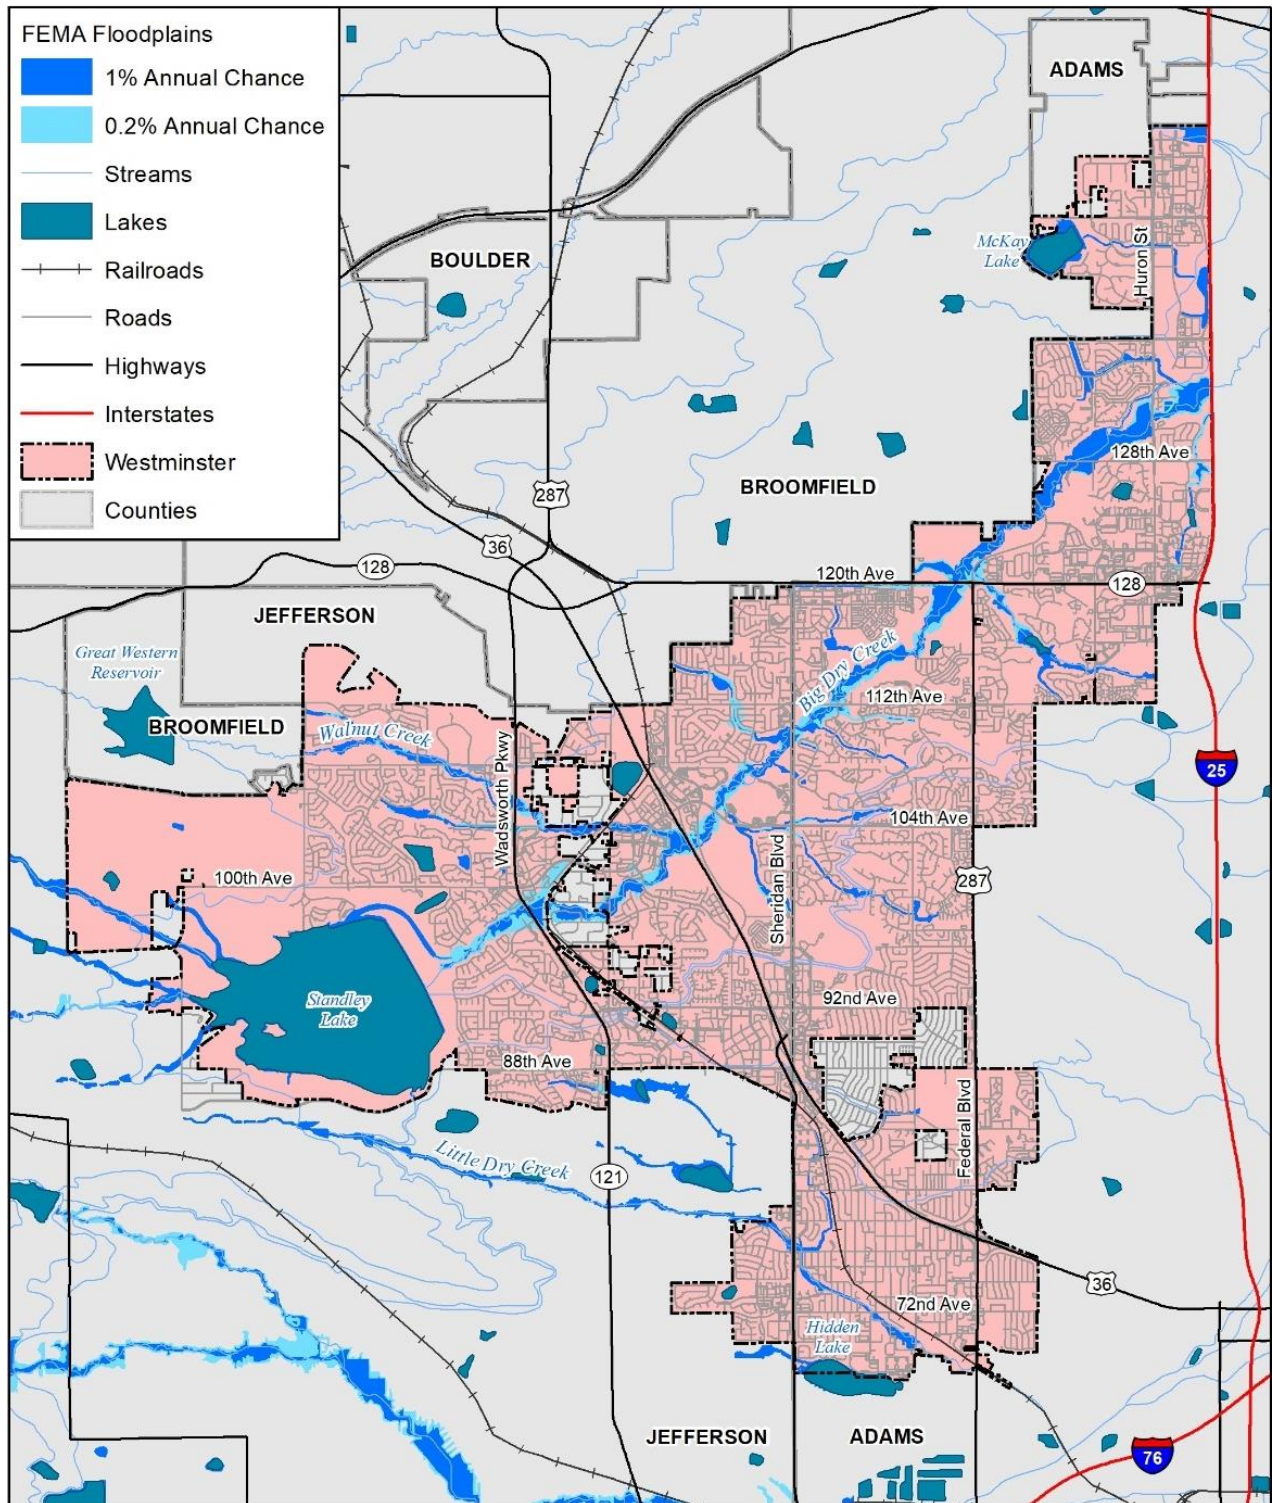 FEMA Floodplains
1% Annual Chance
0.2% Annual Chance
Streams
Lakes
Railroads
Roads
Highways
Interstates
Westminster
Counties
ADAMS
McKay
Lake
Huron St
BOULDER
128th Ave
BROOMFIELD
287
36
128
120th Ave
128
JEFFERSON
Great Western
Reservoir
BROOMFIELD
Walnut Creek
Big Dry Creek
112th Ave
Wadsworth Pkwy
25
104th Ave
Sheridan Blvd
100th Ave
287
Standley
Lake
92nd Ave
88th Ave
Federal Blvd
Little Dry Creek
121
36
72nd Ave
Hidden
Lake
JEFFERSON
ADAMS
76